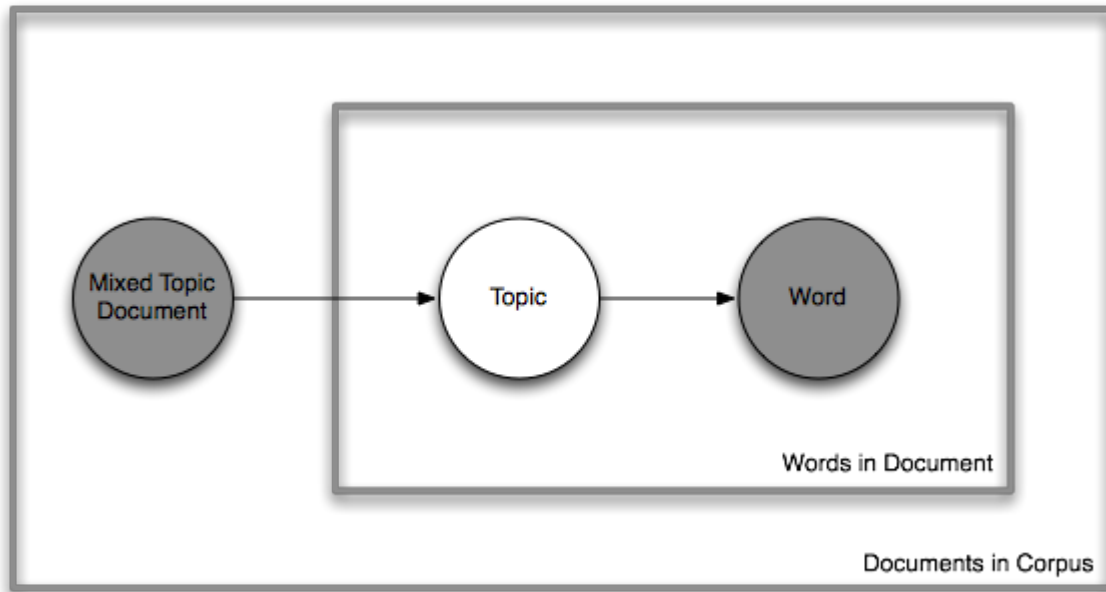 Mixed Topic
Document
Topic
Word
Words in Document
Documents in Corpus